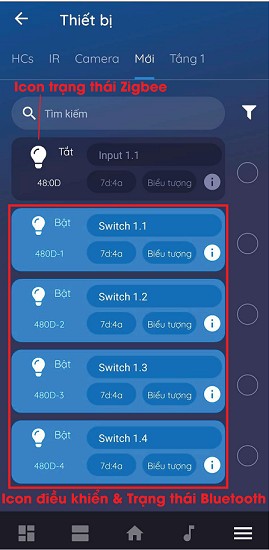 Thiết bị
HCs IR Camera Mới Tầng 1
Icon trạng thái Zigbee
Tìm kiếm
Tắt Input 1.1
48:0D 7d:4a Biểu tượng i
Bật Switch 1.1
480D-1 7d:4a Biểu tượng i
Bật Switch 1.2
480D-2 7d:4a Biểu tượng i
Bật Switch 1.3
480D-3 7d:4a Biểu tượng i
Bật Switch 1.4
480D-4 7d:4a Biểu tượng i
Icon điều khiển & Trạng thái Bluetooth